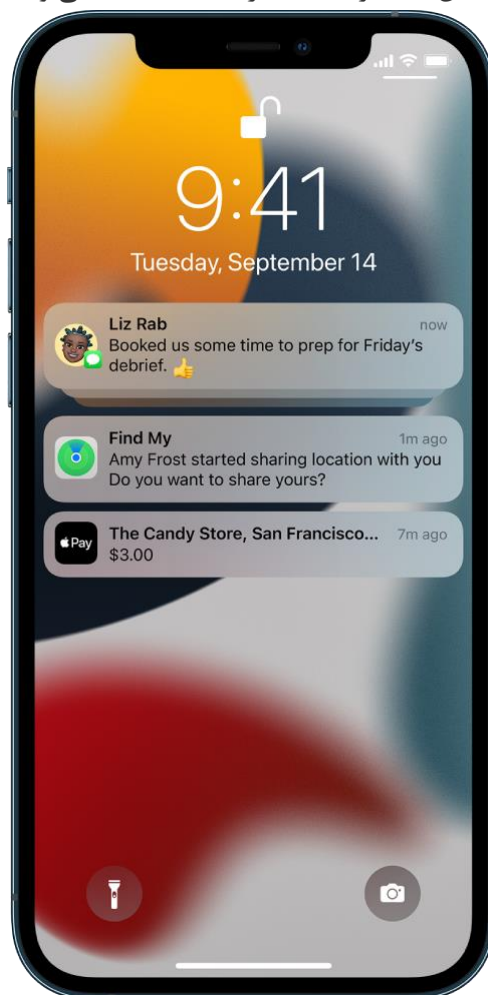 9:41
Tuesday, September 14
Liz Rab
now
Booked us some time to prep for Friday's
debrief. 👍
Find My
1m ago
Amy Frost started sharing location with you
Do you want to share yours?
Pay
The Candy Store, San Francisco...
7m ago
$3.00